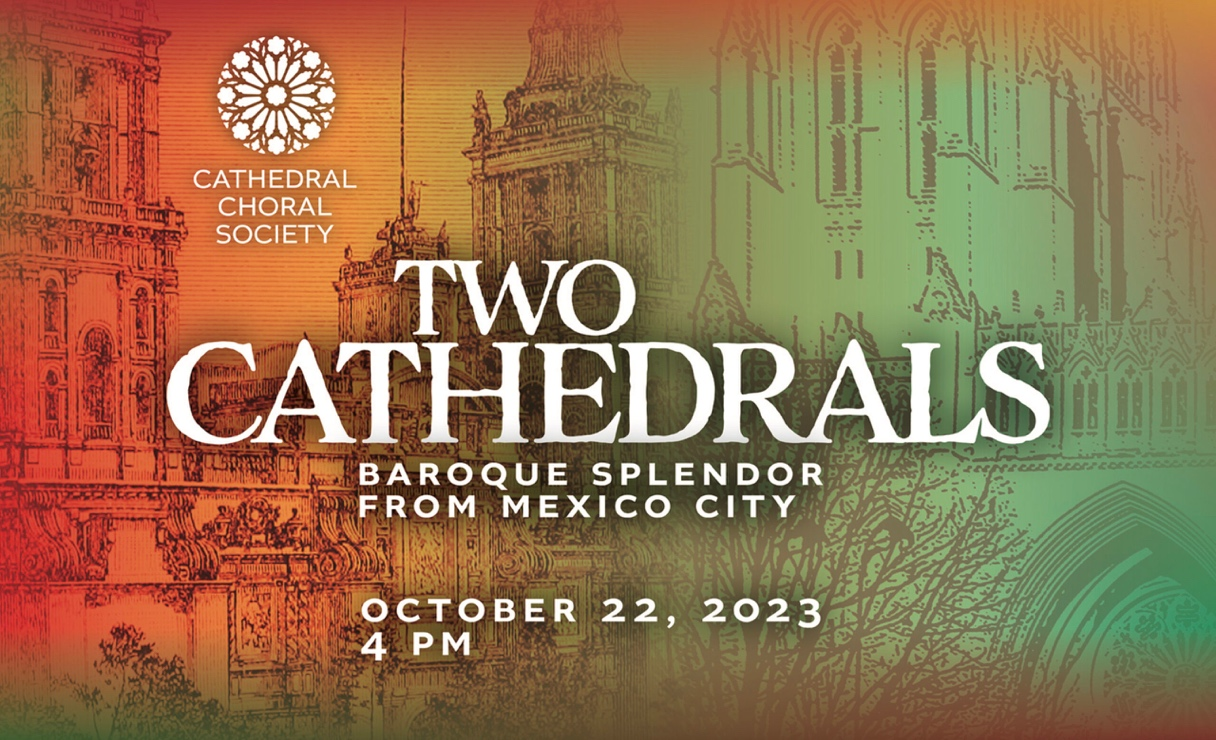 CATHEDRAL
CHORAL
SOCIETY
TWO
CATHEDRALS
BAROQUE SPLENDOR
FROM MEXICO CITY
OCTOBER 22, 2023
4 PM